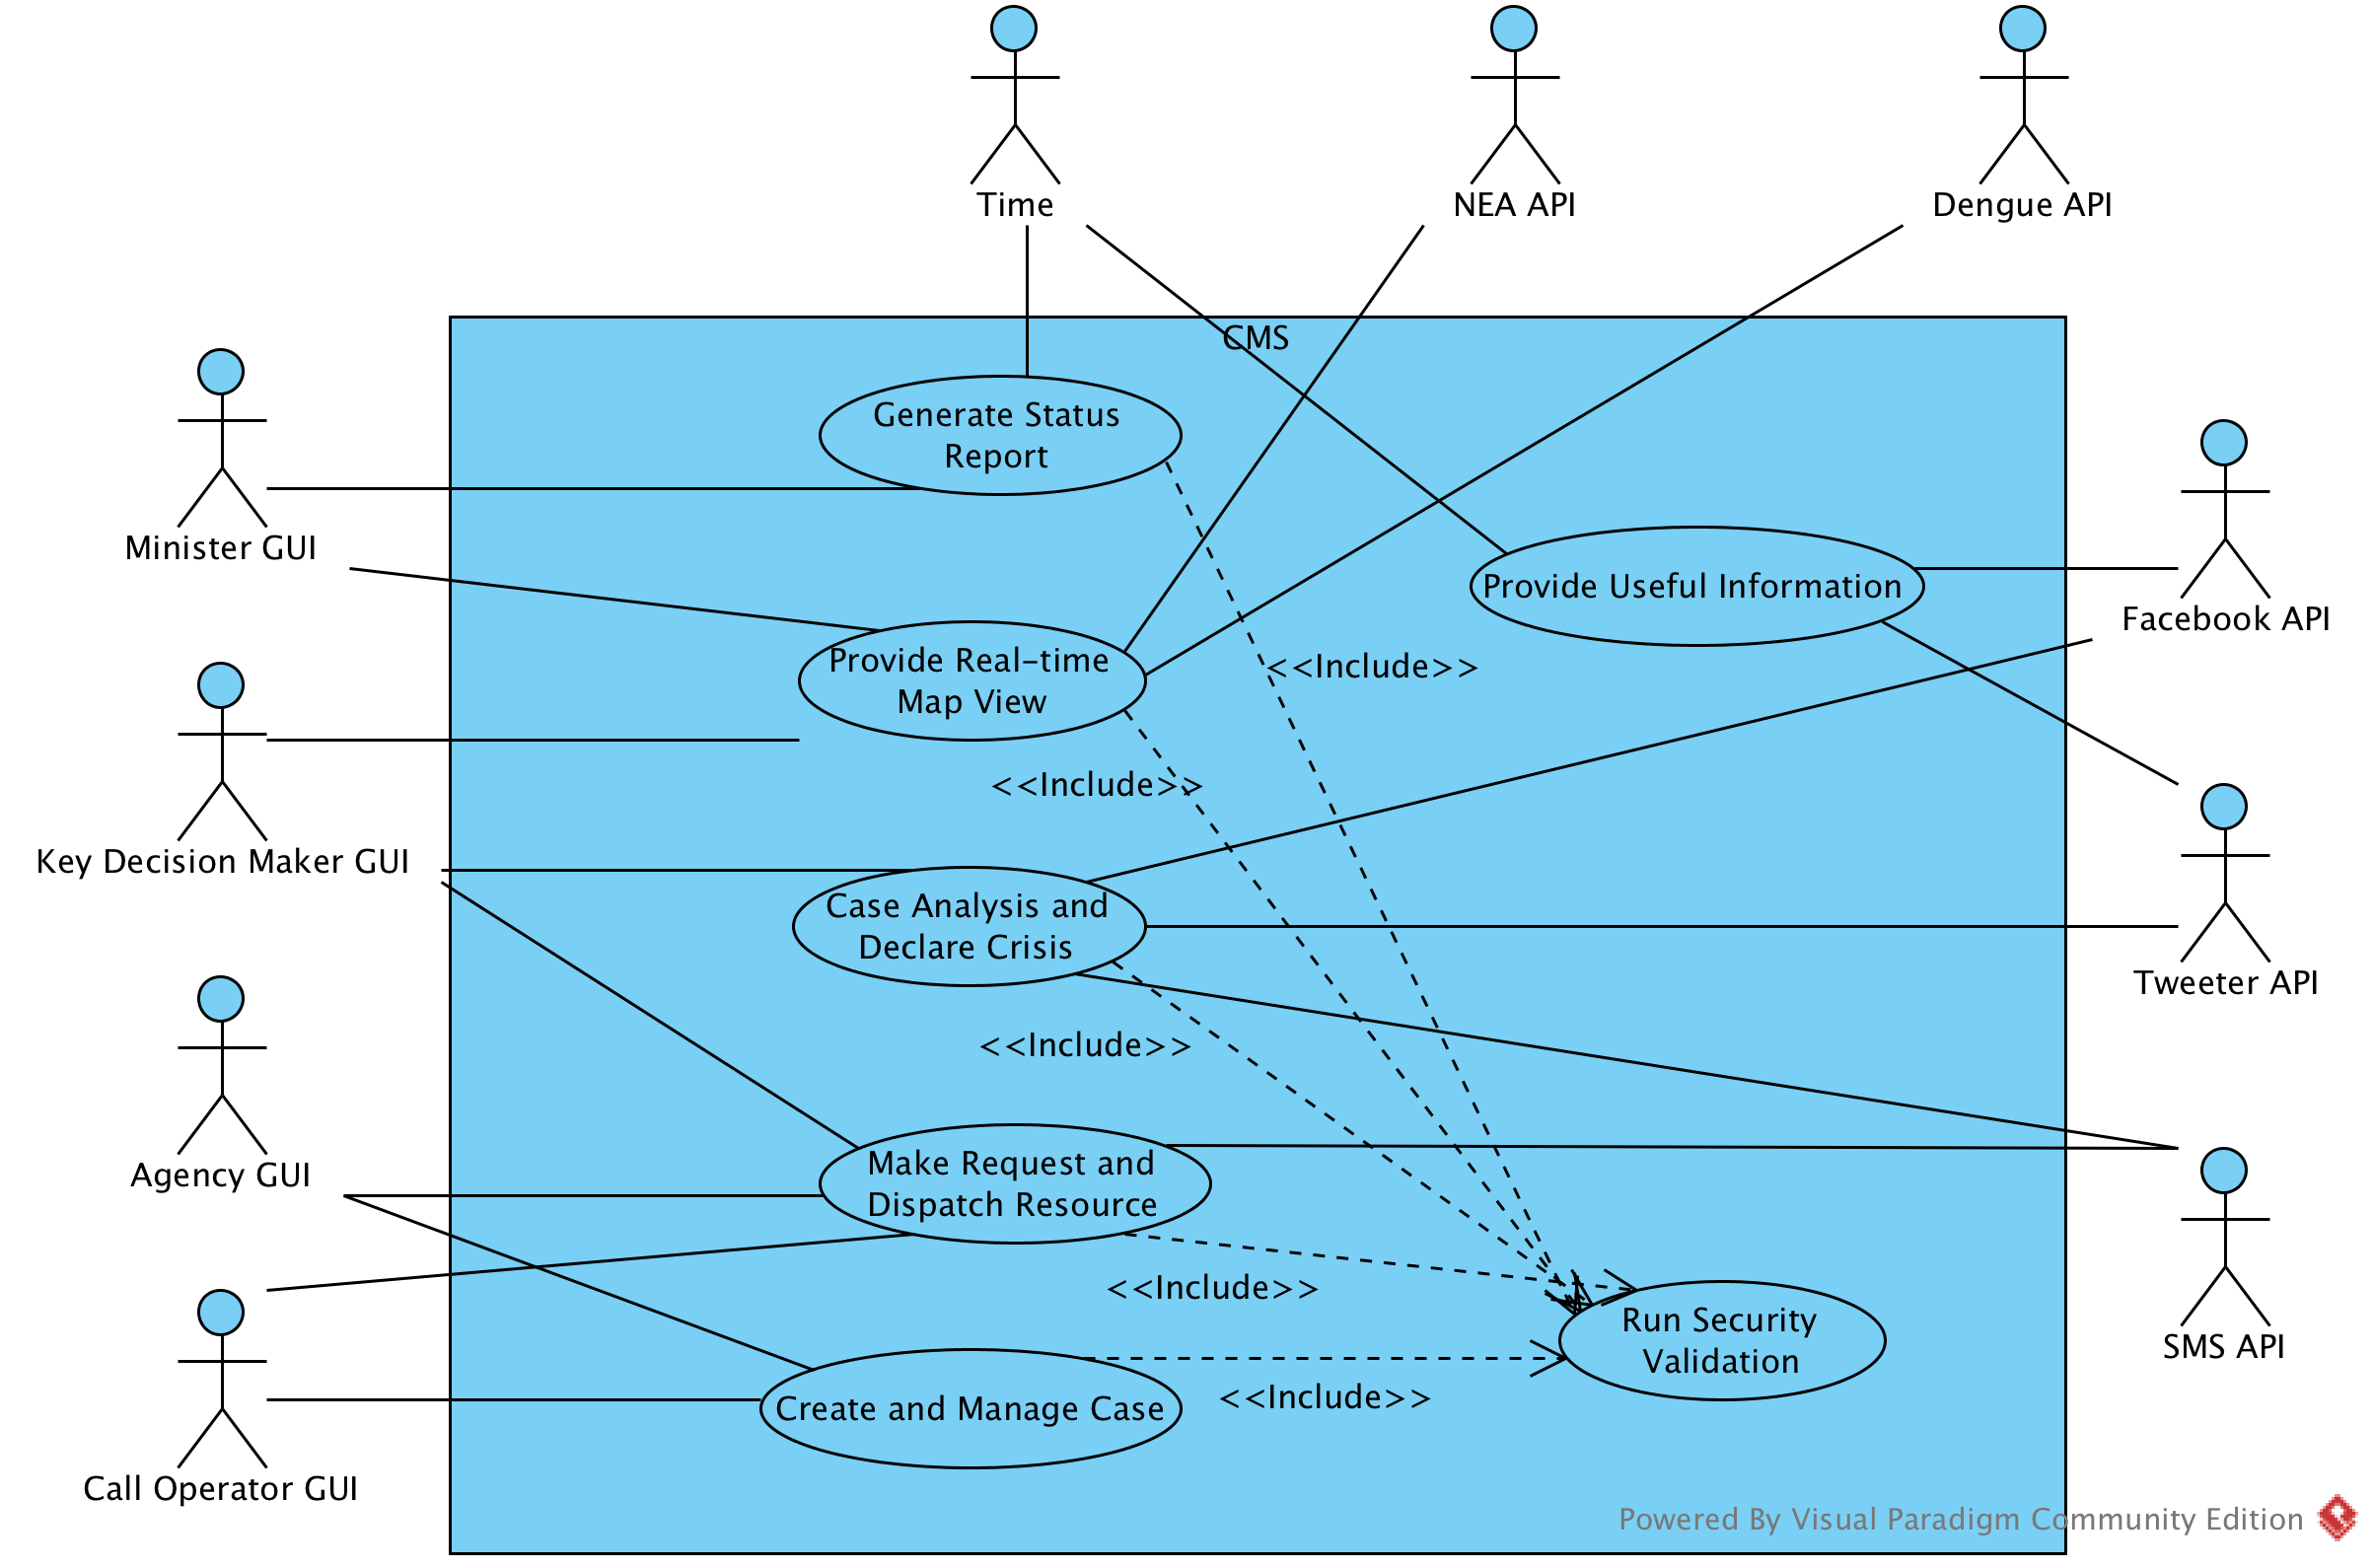 Time
NEA API
Dengue API
CMS
Generate Status
Report
Minister GUI
Provide Useful Information
Facebook API
Provide Real-time
Map View
<<Include>>
<<Include>>
Key Decision Maker GUI
Case Analysis and
Declare Crisis
Tweeter API
<<Include>>
Agency GUI
Make Request and
Dispatch Resource
<<Include>>
Run Security
Validation
SMS API
<<Include>>
Create and Manage Case
Call Operator GUI
Powered By Visual Paradigm Community Edition